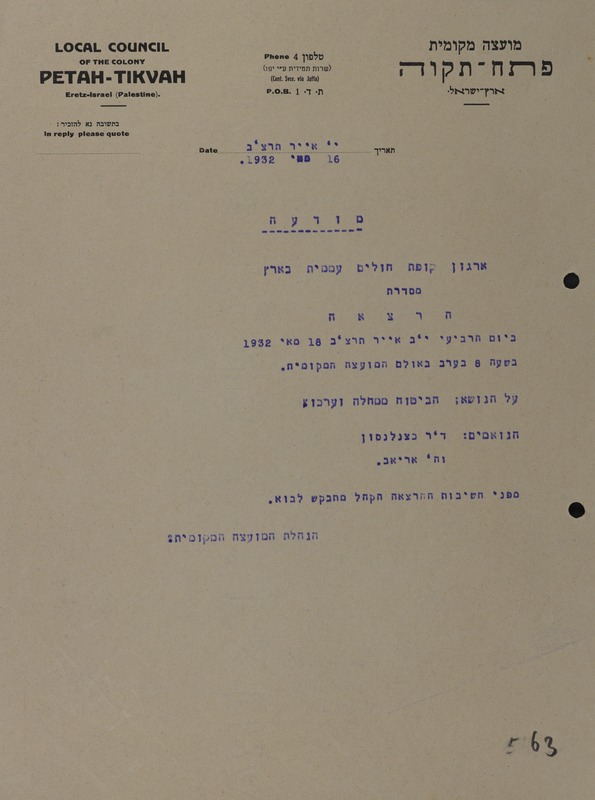 LOCAL COUNCIL
OF THE COLONY
PETAH-TIKVAH
Eretz-Israel (Palestine).
בתשובה נא להזכיר:
In reply please quote
Phone 4 טלפון
(שרות תמידית ע״י יפו)
(Cont. Serv. via Jaffa)
P.O.B. 1 ת. ד.
מועצה מקומית
פתח-תקוה
ארץ-ישראל.
Date י' אייר תרצ"ב תאריך
16 מאי 1932.
מ ו ד ע ה
ארגון קופת חולים עממית בארץ
מסדרת
ה ר צ א ה
ביום הרביעי י"ב אייר תרצ"ב 18 מאי 1932
בשעה 8 בערב באולם המועצה המקומית.
על הנושא; הביטוח ממחלה וערכו.
הנואמים: ד"ר כצנלנסון
וה' אריאב.
מפני חשיבות ההרצאה הקהל מתבקש לבוא.
הנהלת המועצה המקומית.
63